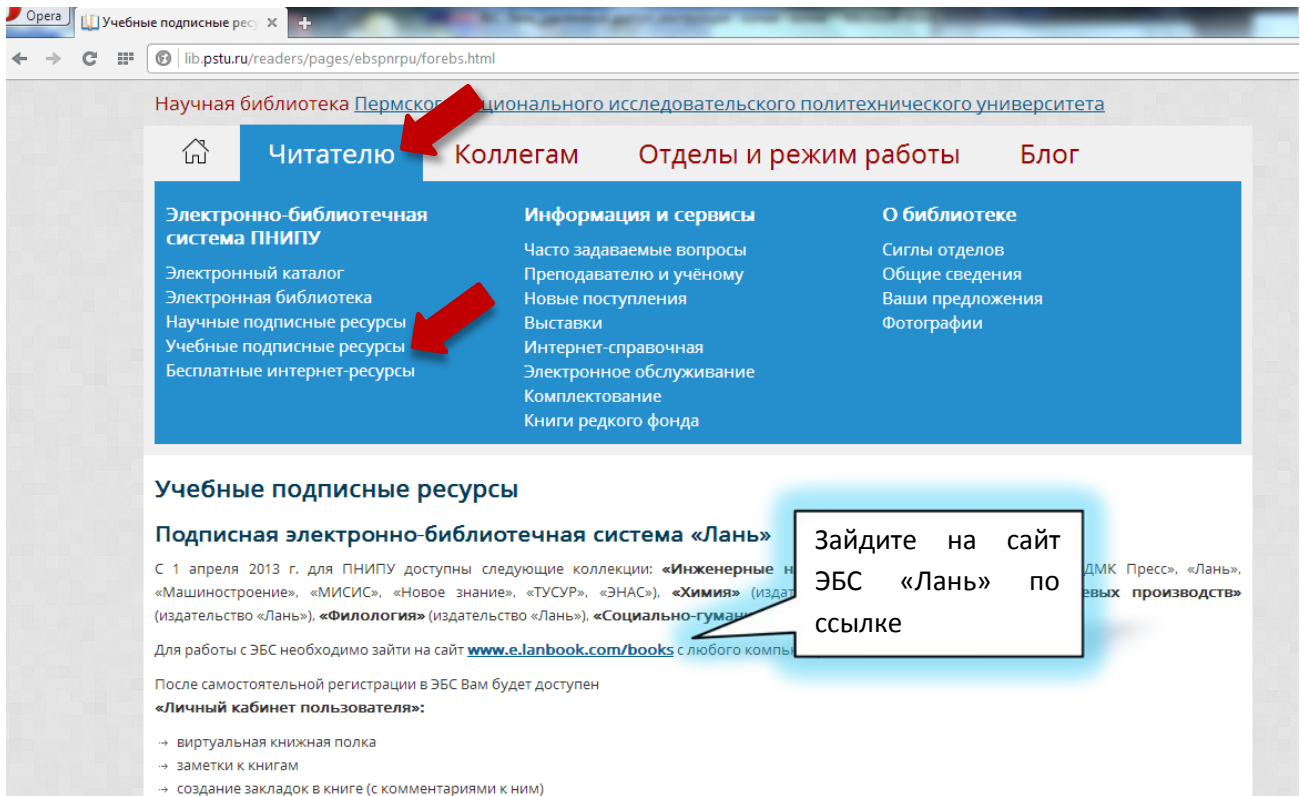 Opera
Учебные подписные рес
lib.pstu.ru/readers/pages/ebspnrpu/forebs.html
Научная библиотека Пермског ционального исследовательского политехнического университета
Читателю Коллегам Отделы и режим работы Блог
Электронно-библиотечная
система ПНИПУ
Электронный каталог
Электронная библиотека
Научные подписные ресурсы
Учебные подписные ресурсы
Бесплатные интернет-ресурсы
Информация и сервисы
Часто задаваемые вопросы
Преподавателю и учёному
Новые поступления
Выставки
Интернет-справочная
Электронное обслуживание
Комплектование
Книги редкого фонда
О библиотеке
Сиглы отделов
Общие сведения
Ваши предложения
Фотографии
Учебные подписные ресурсы
Подписная электронно-библиотечная система «Лань»
С 1 апреля 2013 г. для ПНИПУ доступны следующие коллекции: «Инженерные н ДМК Пресс», «Лань»,
«Машиностроение», «МИСИС», «Новое знание», «ТУСУР», «ЭНАС»), «Химия» (издат евых производств»
(издательство «Лань»), «Филология» (издательство «Лань»), «Социально-гуман
Для работы с ЭБС необходимо зайти на сайт www.e.lanbook.com/books с любого компь
После самостоятельной регистрации в ЭБС Вам будет доступен
«Личный кабинет пользователя»:
→ виртуальная книжная полка
→ заметки к книгам
→ создание закладок в книге (с комментариями к ним)
Зайдите на сайт
ЭБС «Лань» по
ссылке